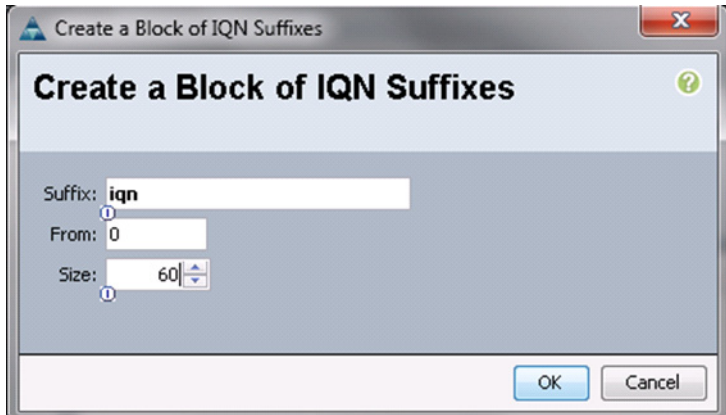 Create a Block of IQN Suffixes
Create a Block of IQN Suffixes
Suffix: iqn
From: 0
Size: 60
OK Cancel